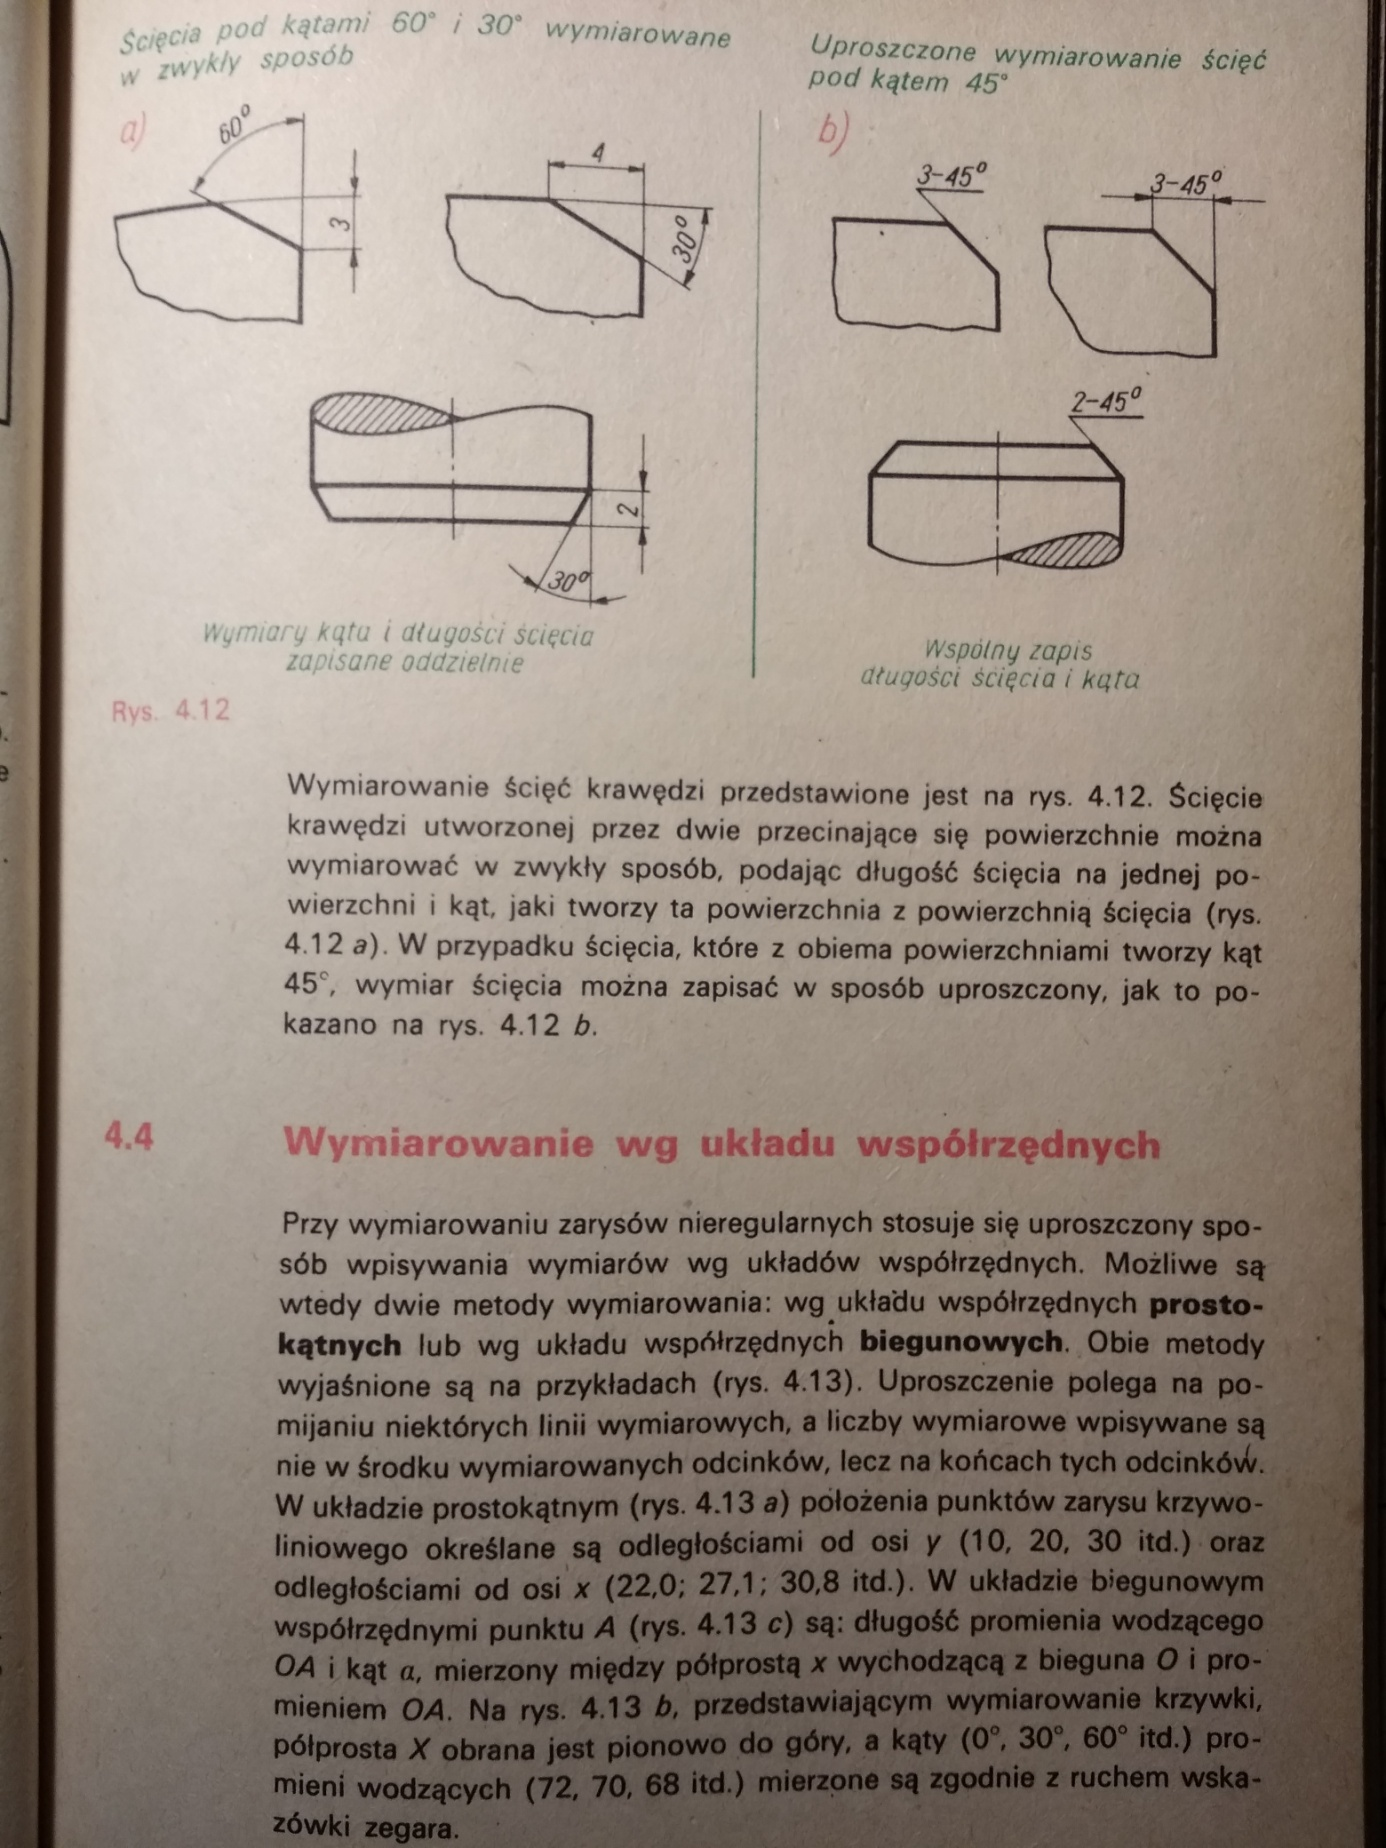 Ścięcia pod kątami 60° i 30° wymiarowane
w zwykły sposób
Uproszczone wymiarowanie ścięć
pod kątem 45°
a)
60°
3
4
30°
b)
3-45°
3-45°
2
30°
2-45°
Wymiary kąta i długości ścięcia
zapisane oddzielnie
Wspólny zapis
długości ścięcia i kąta
Rys. 4.12
Wymiarowanie ścięć krawędzi przedstawione jest na rys. 4.12. Ścięcie
krawędzi utworzonej przez dwie przecinające się powierzchnie można
wymiarować w zwykły sposób, podając długość ścięcia na jednej po-
wierzchni i kąt, jaki tworzy ta powierzchnia z powierzchnią ścięcia (rys.
4.12 a). W przypadku ścięcia, które z obiema powierzchniami tworzy kąt
45°, wymiar ścięcia można zapisać w sposób uproszczony, jak to po-
kazano na rys. 4.12 b.
4.4 Wymiarowanie wg układu współrzędnych
Przy wymiarowaniu zarysów nieregularnych stosuje się uproszczony spo-
sób wpisywania wymiarów wg układów współrzędnych. Możliwe są
wtedy dwie metody wymiarowania: wg układu współrzędnych prosto-
kątnych lub wg układu współrzędnych biegunowych. Obie metody
wyjaśnione są na przykładach (rys. 4.13). Uproszczenie polega na po-
mijaniu niektórych linii wymiarowych, a liczby wymiarowe wpisywane są
nie w środku wymiarowanych odcinków, lecz na końcach tych odcinków.
W układzie prostokątnym (rys. 4.13 a) położenia punktów zarysu krzywo-
liniowego określane są odległościami od osi y (10, 20, 30 itd.) oraz
odległościami od osi x (22,0; 27,1; 30,8 itd.). W układzie biegunowym
współrzędnymi punktu A (rys. 4.13 c) są: długość promienia wodzącego
OA i kąt α, mierzony między półprostą x wychodzącą z bieguna O i pro-
mieniem OA. Na rys. 4.13 b, przedstawiającym wymiarowanie krzywki,
półprosta X obrana jest pionowo do góry, a kąty (0°, 30°, 60° itd.) pro-
mieni wodzących (72, 70, 68 itd.) mierzone są zgodnie z ruchem wska-
zówki zegara.